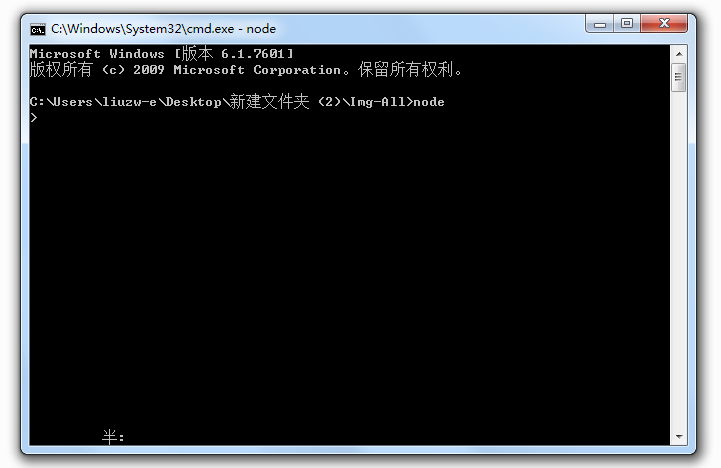 C:\Windows\System32\cmd.exe - node
Microsoft Windows [版本 6.1.7601]
版权所有 (c) 2009 Microsoft Corporation。保留所有权利。
C:\Users\liuzw-e\Desktop\新建文件夹 (2)\Img-All>node
>
半: